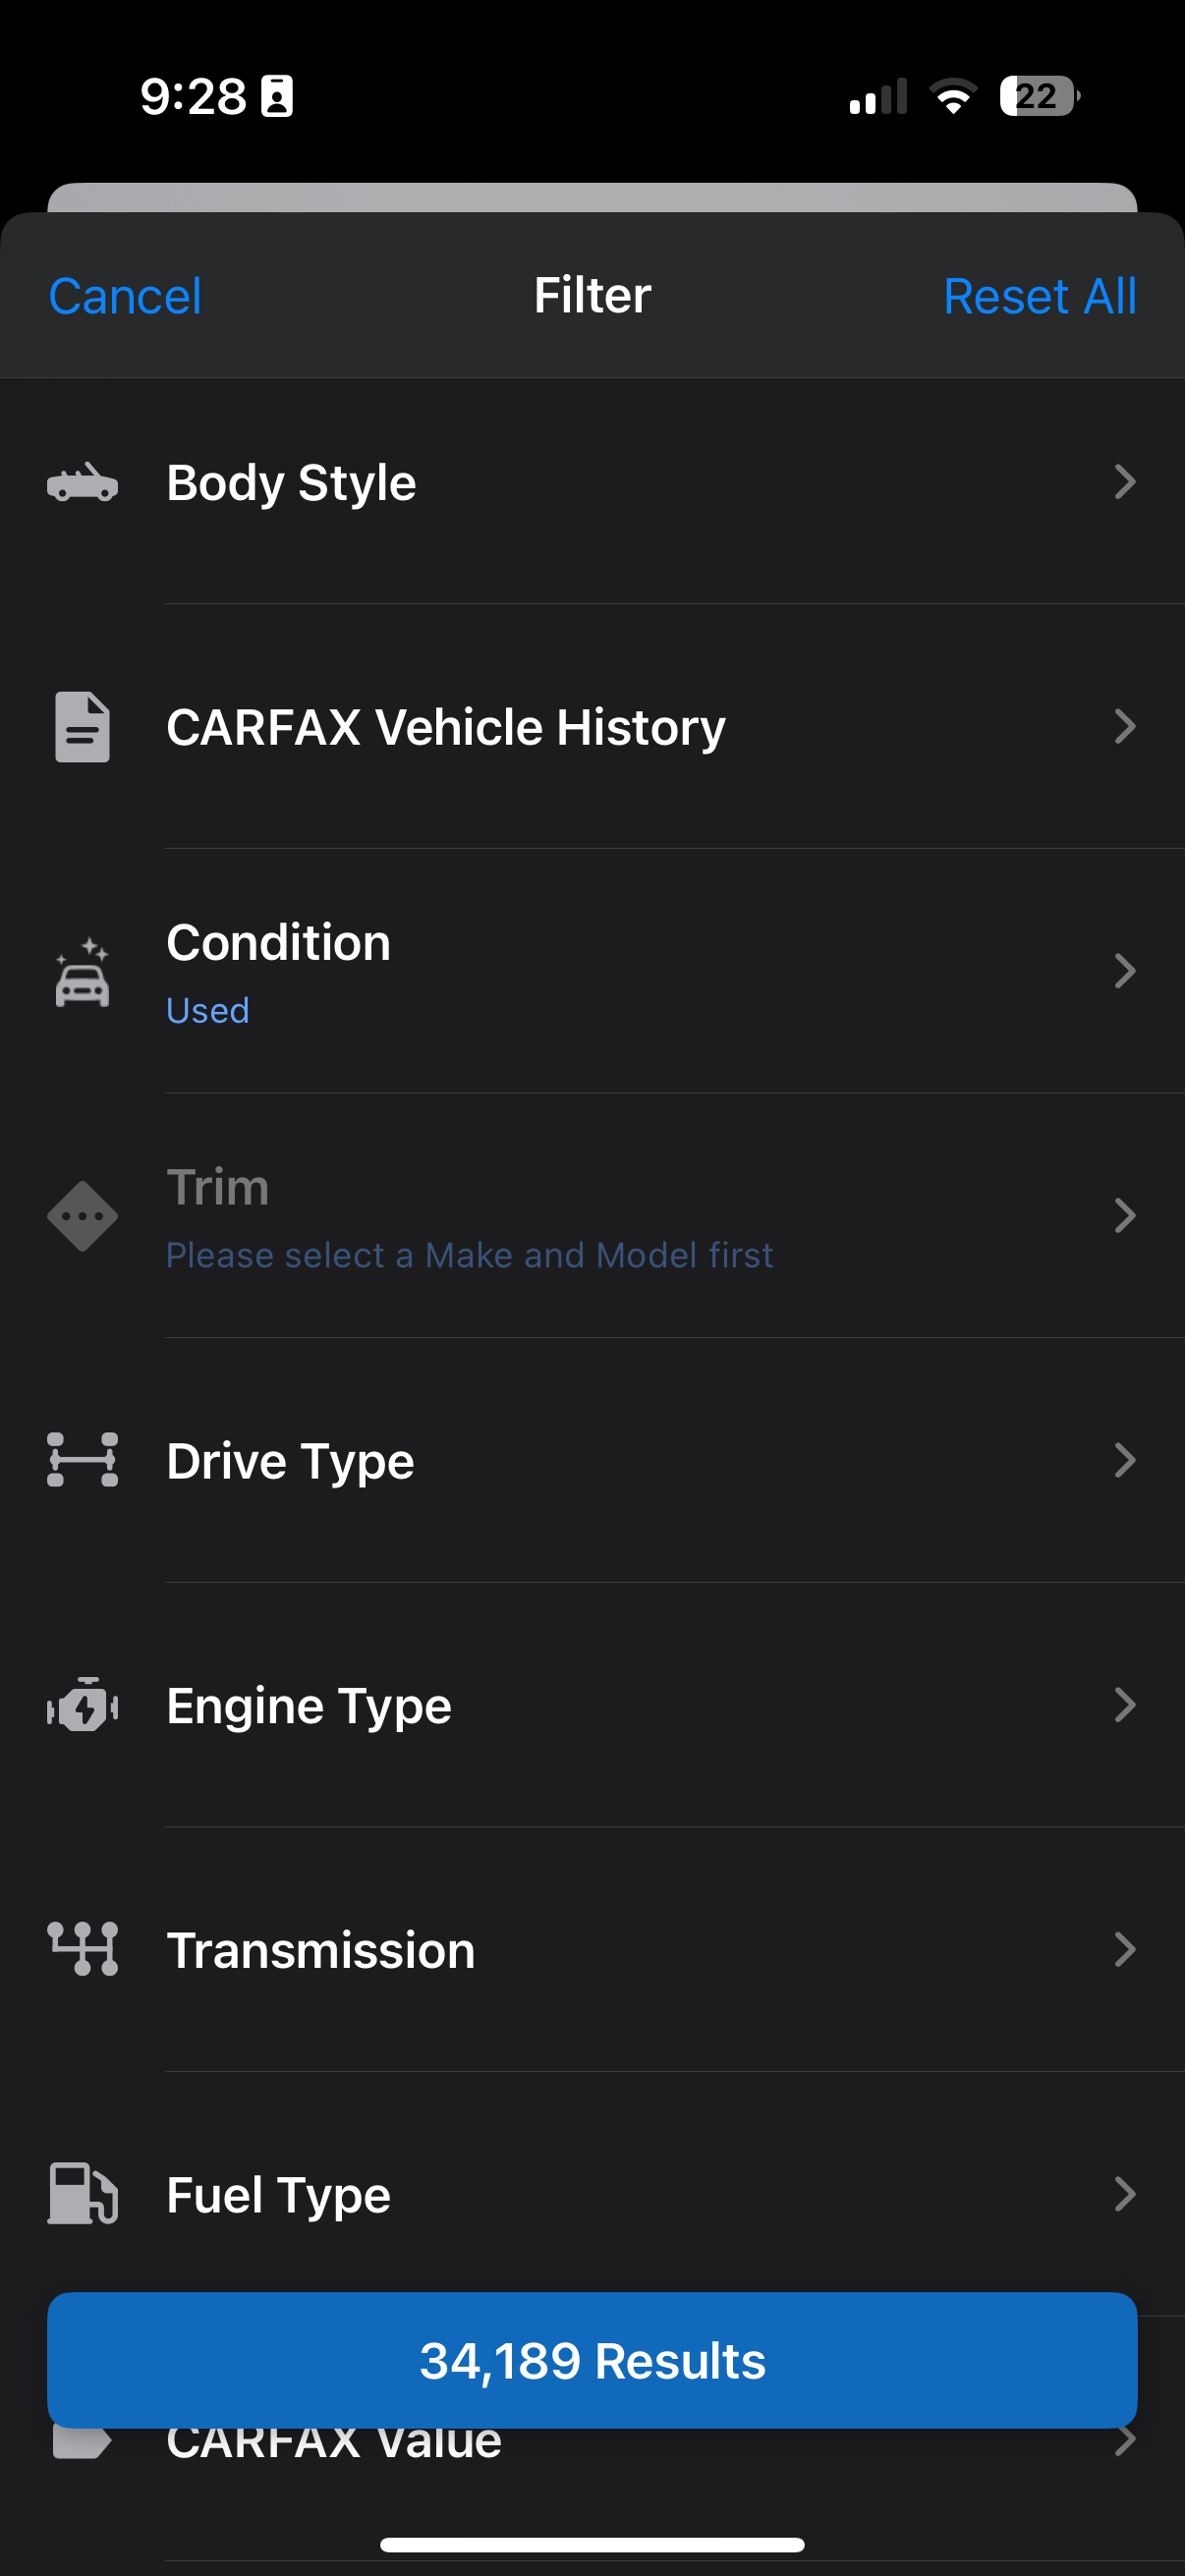 9:28
22
Cancel
Filter
Reset All
Body Style
CARFAX Vehicle History
Condition
Used
Trim
Please select a Make and Model first
Drive Type
Engine Type
Transmission
Fuel Type
34,189 Results
CARFAX Value